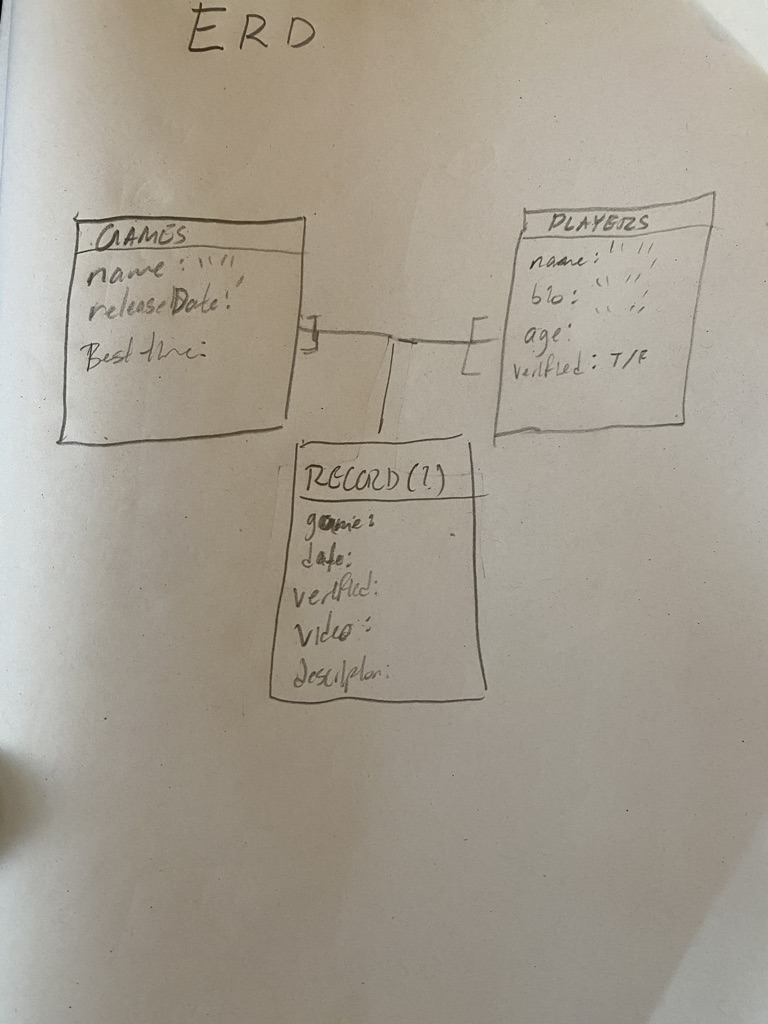 ERD
GAMES
name: " "
releaseDate: '
Best time:
PLAYERS
name: " ",
bio: " ",
age:
verified: T/F
RECORD(?)
game:
date:
verified:
video:
description: